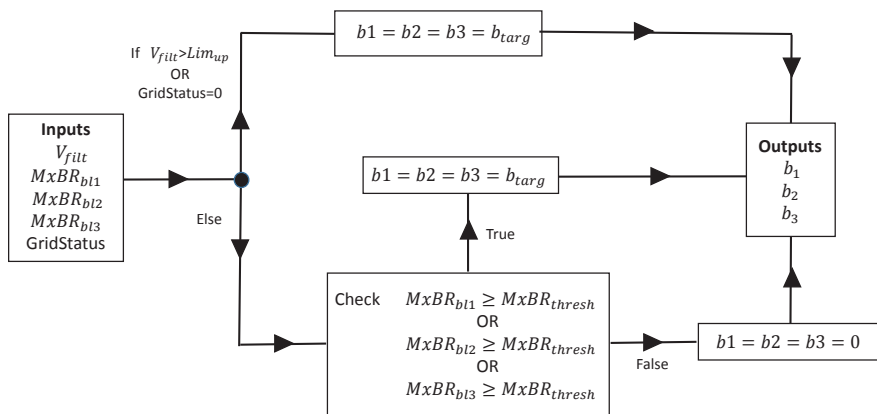 b1 = b2 = b3 = b_targ
If V_filt>Lim_up
OR
GridStatus=0
Inputs
V_filt
MxBR_bl1
MxBR_bl2
MxBR_bl3
GridStatus
b1 = b2 = b3 = b_targ
Outputs
b_1
b_2
b_3
Else
True
Check MxBR_bl1 ≥ MxBR_thresh
OR
MxBR_bl2 ≥ MxBR_thresh
OR
MxBR_bl3 ≥ MxBR_thresh
False
b1 = b2 = b3 = 0